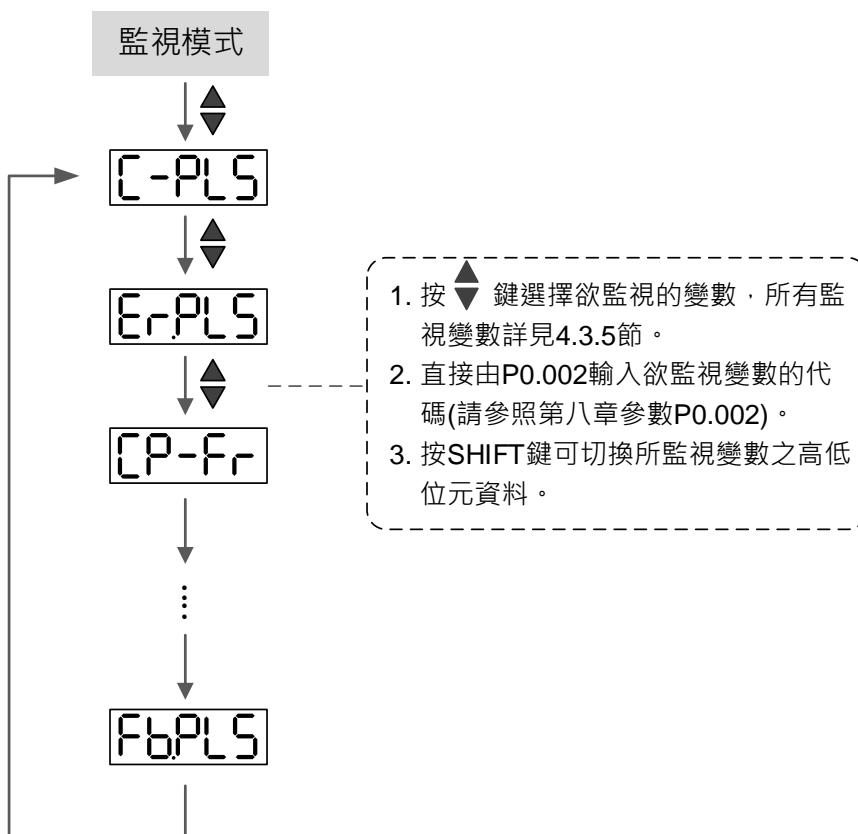 監視模式
C-PLS
Er.PLS
CP-Fr
⋮
Fb.PLS
1. 按▲▼ 鍵選擇欲監視的變數，所有監
視變數詳見4.3.5節。
2. 直接由P0.002輸入欲監視變數的代
碼(請參照第八章參數P0.002)。
3. 按SHIFT鍵可切換所監視變數之高低
位元資料。